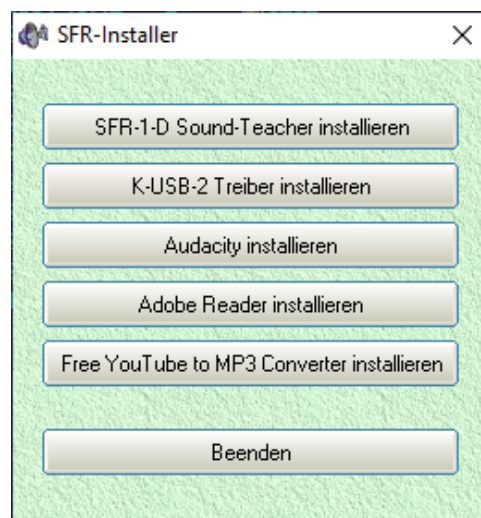 SFR-Installer
SFR-1-D Sound-Teacher installieren
K-USB-2 Treiber installieren
Audacity installieren
Adobe Reader installieren
Free YouTube to MP3 Converter installieren
Beenden